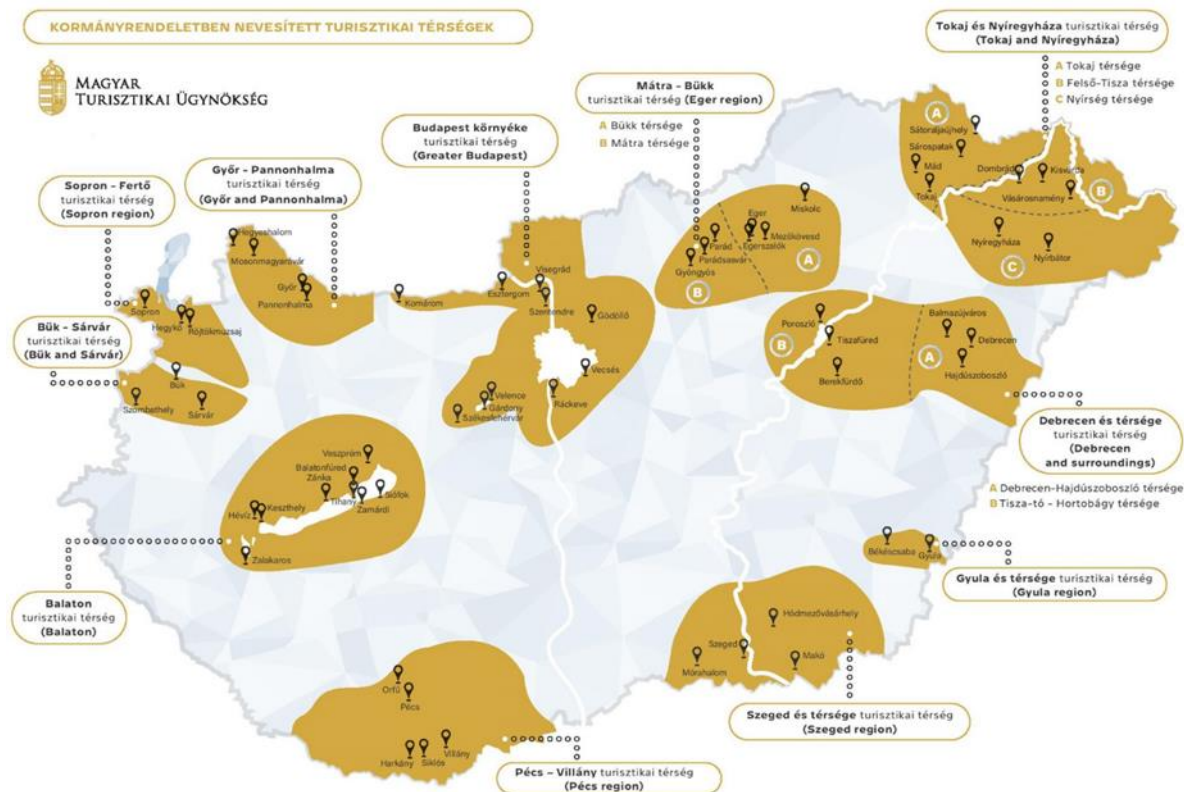 KORMÁNYRENDELETBEN NEVESÍTETT TURISZTIKAI TÉRSÉGEK
MAGYAR
TURISZTIKAI ÜGYNÖKSÉG
Tokaj és Nyíregyháza turisztikai térség
(Tokaj and Nyíregyháza)
A Tokaj térsége
B Felső-Tisza térsége
C Nyírség térsége
Mátra – Bükk
turisztikai térség (Eger region)
A Bükk térsége
B Mátra térsége
Budapest környéke
turisztikai térség
(Greater Budapest)
Győr – Pannonhalma
turisztikai térség
(Győr and Pannonhalma)
Sopron – Fertő
turisztikai térség
(Sopron region)
Bük – Sárvár
turisztikai térség
(Bük and Sárvár)
A
Sátoraljaújhely
Sárospatak
Mád
Tokaj
Dombrád
Kisvárda
Vásárosnamény
B
Nyíregyháza
Nyírbátor
C
Miskolc
Eger
Egerszalók
Mezőkövesd
Parád
Parádsasvár
Gyöngyös
A
B
Hegyeshalom
Mosonmagyaróvár
Győr
Pannonhalma
Komárom
Esztergom
Visegrád
Szentendre
Gödöllő
Vecsés
Ráckeve
Velence
Gárdony
Székesfehérvár
Sopron
Hegykő
Röjtökmuzsaj
Bük
Szombathely
Sárvár
Poroszló
Tiszafüred
Berekfürdő
B
Balmazújváros
Debrecen
Hajdúszoboszló
A
Debrecen és térsége
turisztikai térség
(Debrecen
and surroundings)
A Debrecen-Hajdúszoboszló térsége
B Tisza-tó – Hortobágy térsége
Veszprém
Balatonfüred
Zánka
Tihany
Siófok
Zamárdi
Keszthely
Hévíz
Zalakaros
Balaton
turisztikai térség
(Balaton)
Békéscsaba
Gyula
Gyula és térsége turisztikai térség
(Gyula region)
Hódmezővásárhely
Szeged
Mórahalom
Makó
Szeged és térsége turisztikai térség
(Szeged region)
Orfű
Pécs
Harkány
Siklós
Villány
Pécs – Villány turisztikai térség
(Pécs region)